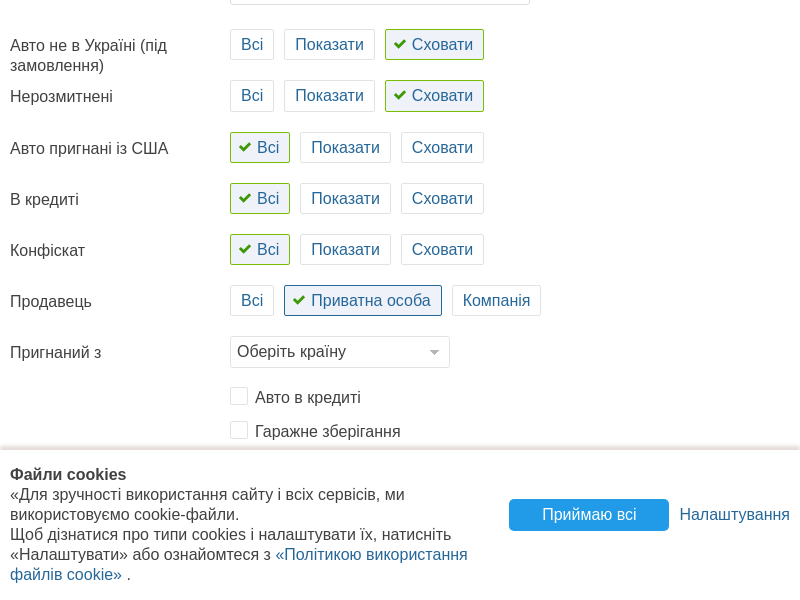 Авто не в Україні (під
замовлення)
Всі Показати Сховати
Нерозмитнені Всі Показати Сховати
Авто пригнані із США Всі Показати Сховати
В кредиті Всі Показати Сховати
Конфіскат Всі Показати Сховати
Продавець Всі Приватна особа Компанія
Пригнаний з Оберіть країну
Авто в кредиті
Гаражне зберігання
Файли cookies
«Для зручності використання сайту і всіх сервісів, ми
використовуємо cookie-файли.
Щоб дізнатися про типи cookies і налаштувати їх, натисніть
«Налаштувати» або ознайомтеся з «Політикою використання
файлів cookie» .
Приймаю всі Налаштування